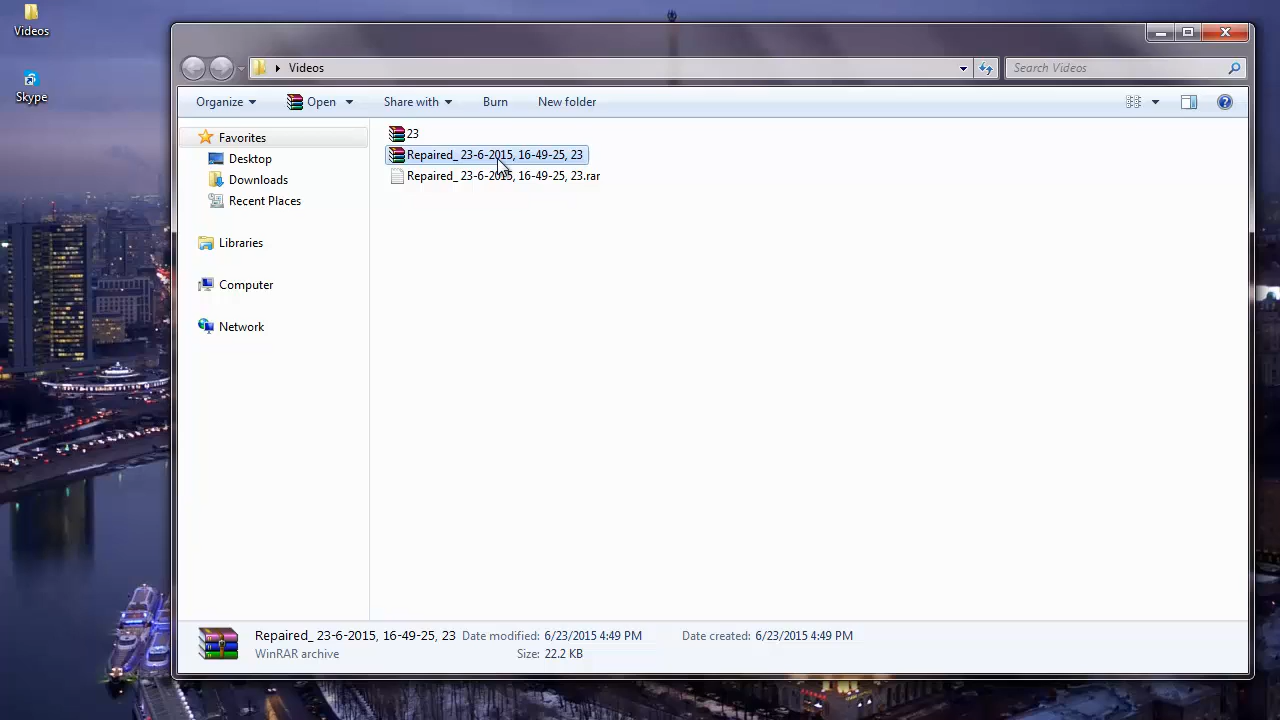 Videos
Skype
Videos
Search Videos
Organize
Open
Share with
Burn
New folder
Favorites
Desktop
Downloads
Recent Places
Libraries
Computer
Network
23
Repaired_ 23-6-2015, 16-49-25, 23
Repaired_ 23-6-2015, 16-49-25, 23.rar
Repaired_ 23-6-2015, 16-49-25, 23 Date modified: 6/23/2015 4:49 PM Date created: 6/23/2015 4:49 PM
WinRAR archive Size: 22.2 KB